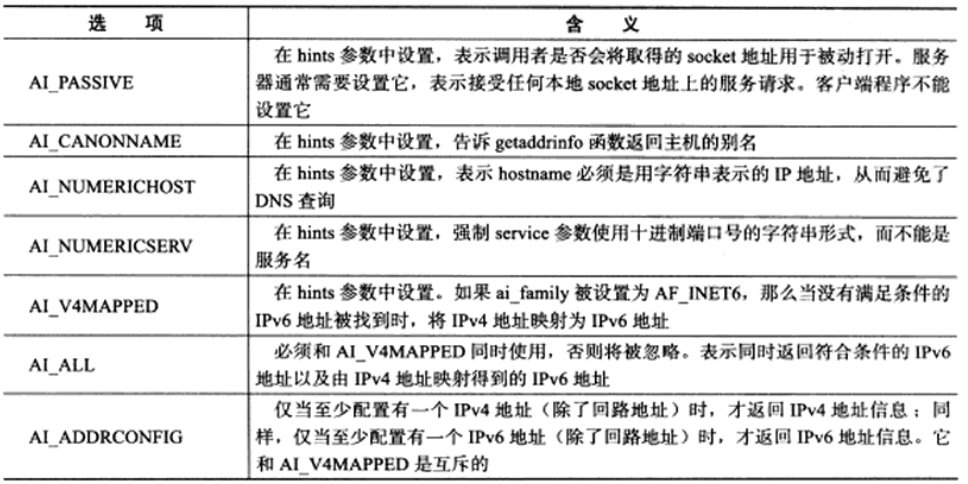 选 项 含 义
在 hints 参数中设置，表示调用者是否会将取得的 socket 地址用于被动打开。服务
AI_PASSIVE 器通常需要设置它，表示接受任何本地 socket 地址上的服务请求。客户端程序不能
设置它
AI_CANONNAME 在 hints 参数中设置，告诉 getaddrinfo 函数返回主机的别名
在 hints 参数中设置，表示 hostname 必须是用字符串表示的 IP 地址，从而避免了
AI_NUMERICHOST
DNS 查询
在 hints 参数中设置，强制 service 参数使用十进制端口号的字符串形式，而不能是
AI_NUMERICSERV
服务名
在 hints 参数中设置。如果 ai_family 被设置为 AF_INET6，那么当没有满足条件的
AI_V4MAPPED
IPv6 地址被找到时，将 IPv4 地址映射为 IPv6 地址
必须和 AI_V4MAPPED 同时使用，否则将被忽略。表示同时返回符合条件的 IPv6
AI_ALL
地址以及由 IPv4 地址映射得到的 IPv6 地址
仅当至少配置有一个 IPv4 地址（除了回路地址）时，才返回 IPv4 地址信息；同
AI_ADDRCONFIG 样，仅当至少配置有一个 IPv6 地址（除了回路地址）时，才返回 IPv6 地址信息。它
和 AI_V4MAPPED 是互斥的